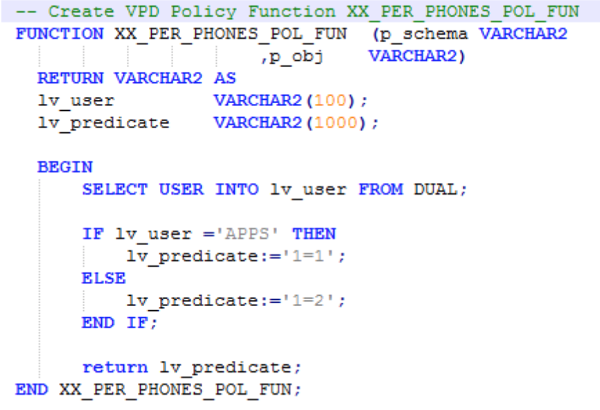 -- Create VPD Policy Function XX_PER_PHONES_POL_FUN
FUNCTION XX_PER_PHONES_POL_FUN (p_schema VARCHAR2
,p_obj VARCHAR2)
RETURN VARCHAR2 AS
lv_user VARCHAR2(100);
lv_predicate VARCHAR2(1000);
BEGIN
SELECT USER INTO lv_user FROM DUAL;
IF lv_user ='APPS' THEN
lv_predicate:='1=1';
ELSE
lv_predicate:='1=2';
END IF;
return lv_predicate;
END XX_PER_PHONES_POL_FUN;